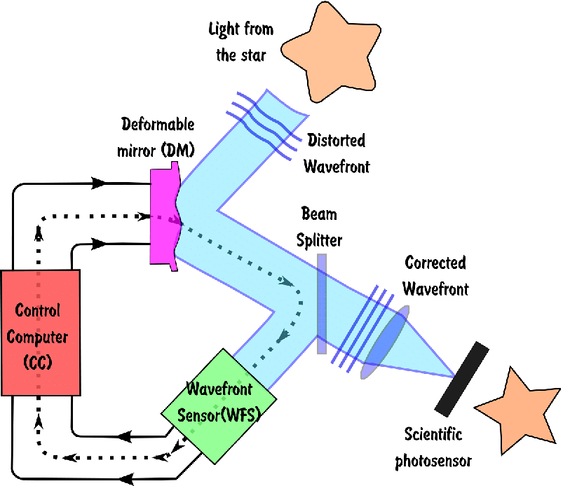 Light from
the star
Deformable
mirror (DM)
Distorted
Wavefront
Beam
Splitter
Corrected
Wavefront
Control
Computer
(CC)
Wavefront
Sensor(WFS)
Scientific
photosensor